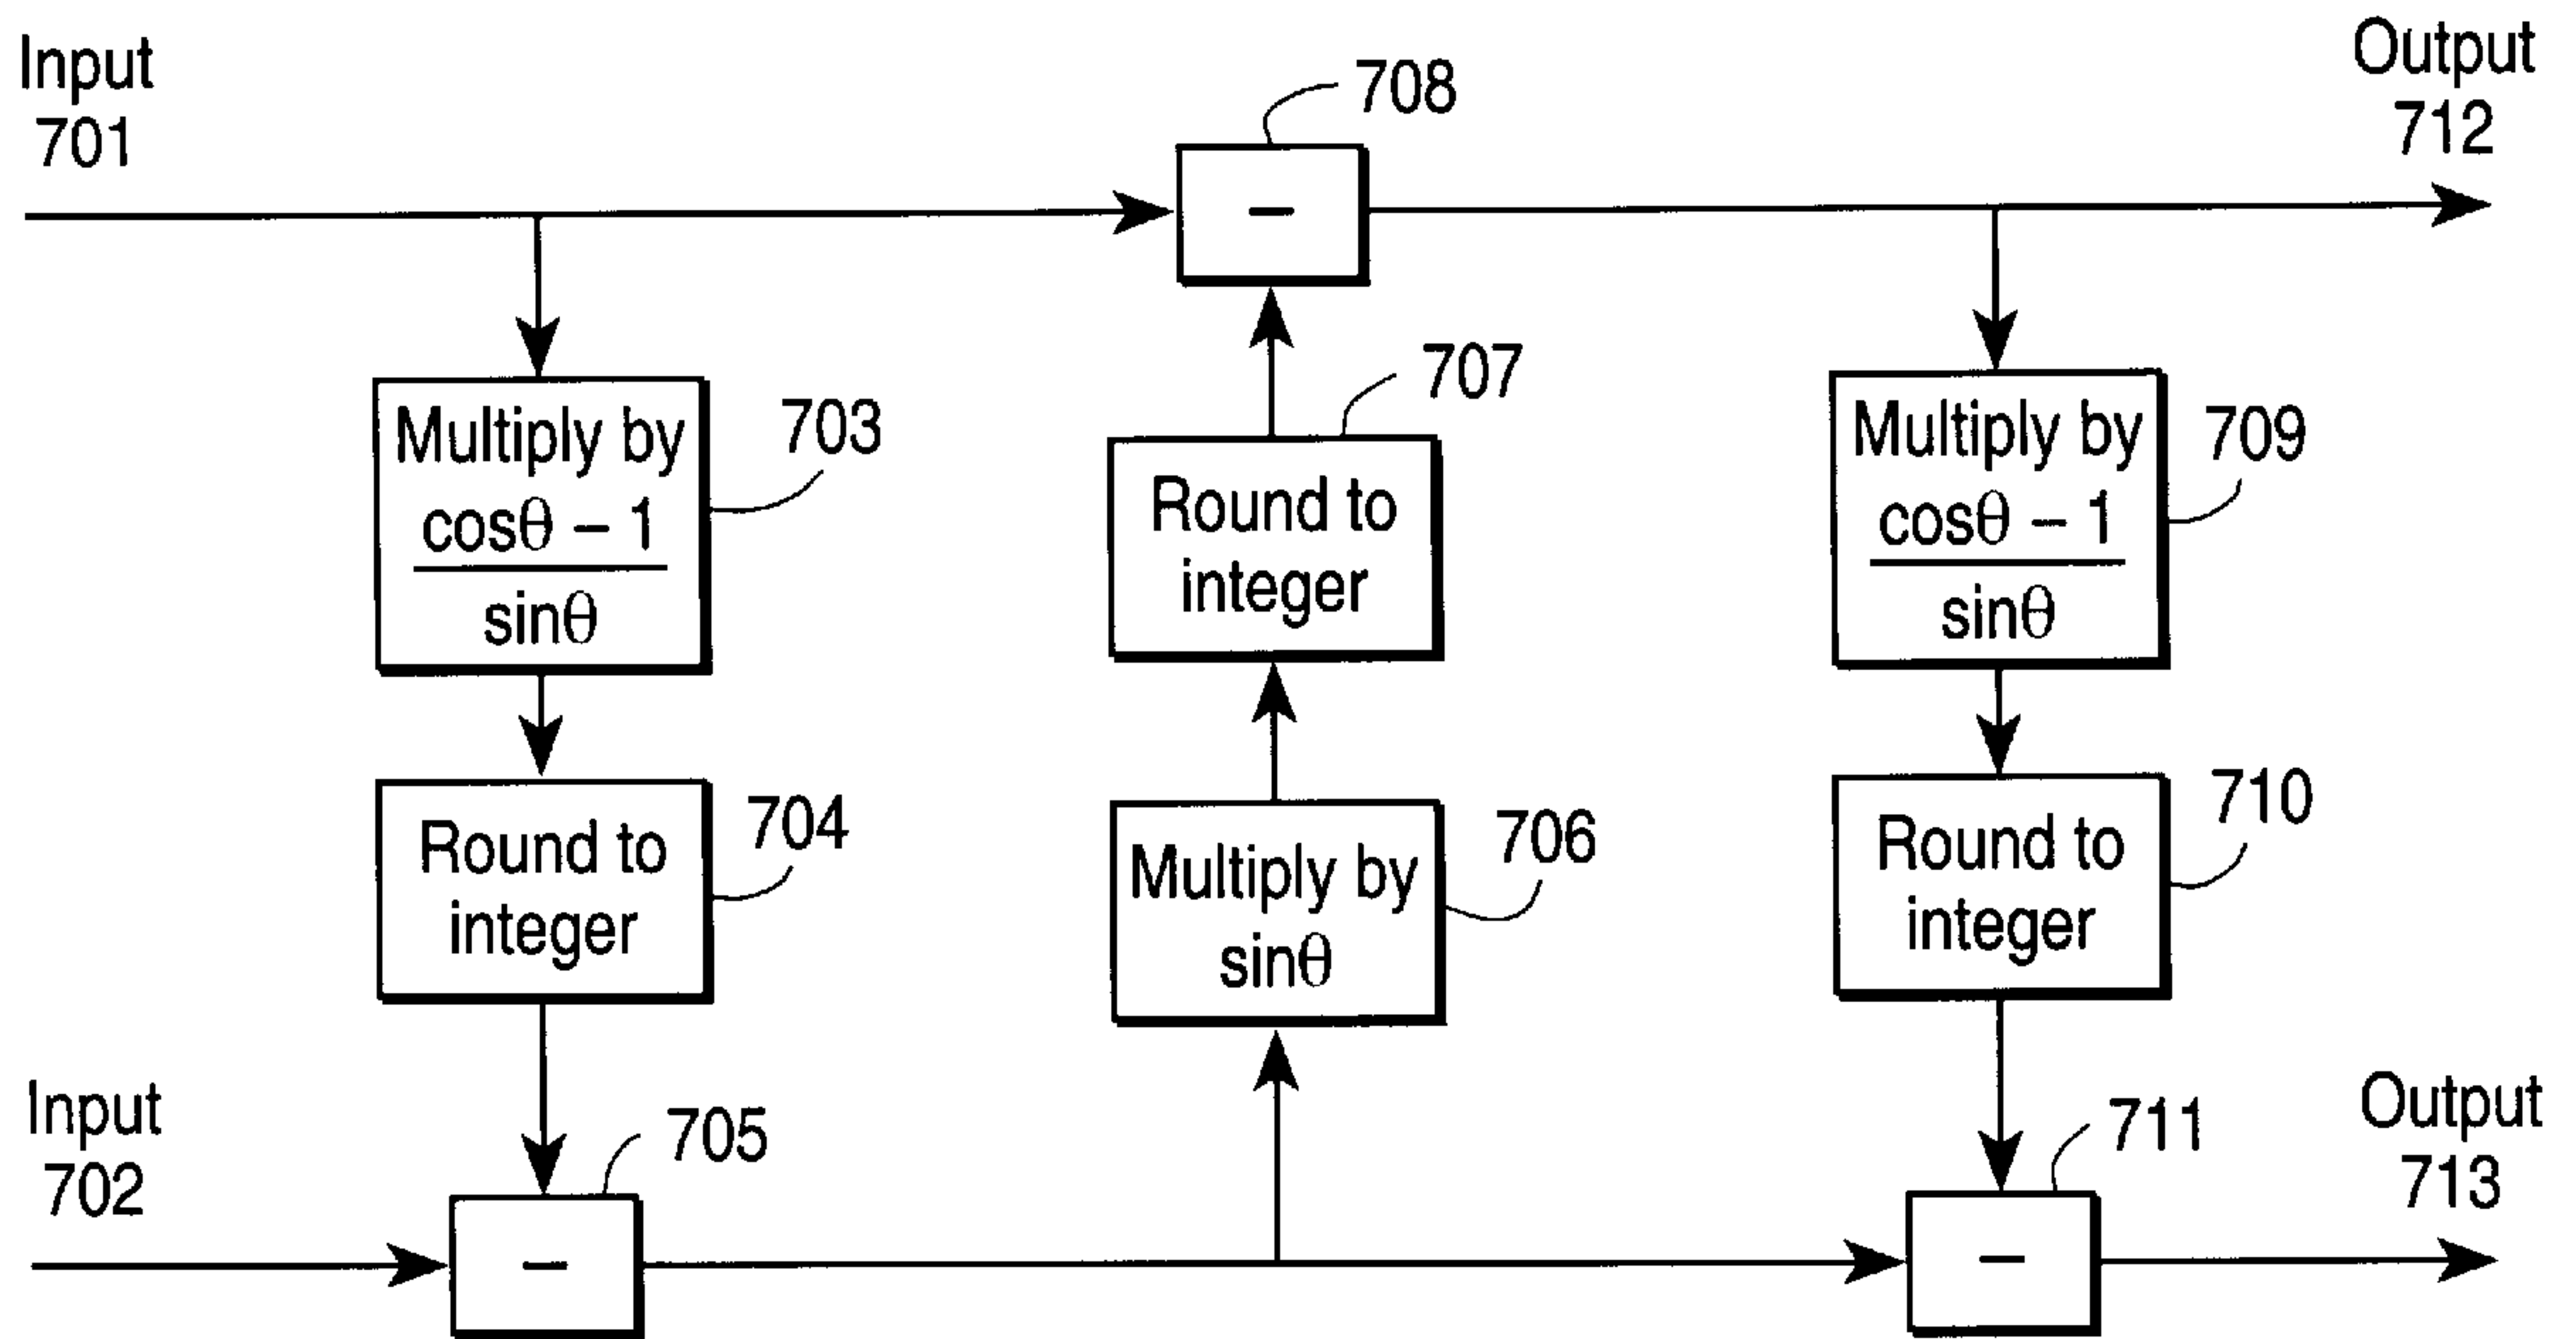 Input
701
708
Output
712
Multiply by
cosθ – 1
sinθ
703
707
Round to
integer
Multiply by
cosθ – 1
sinθ
709
Round to
integer
704
Multiply by
sinθ
706
Round to
integer
710
Input
702
705
–
–
–
711
Output
713